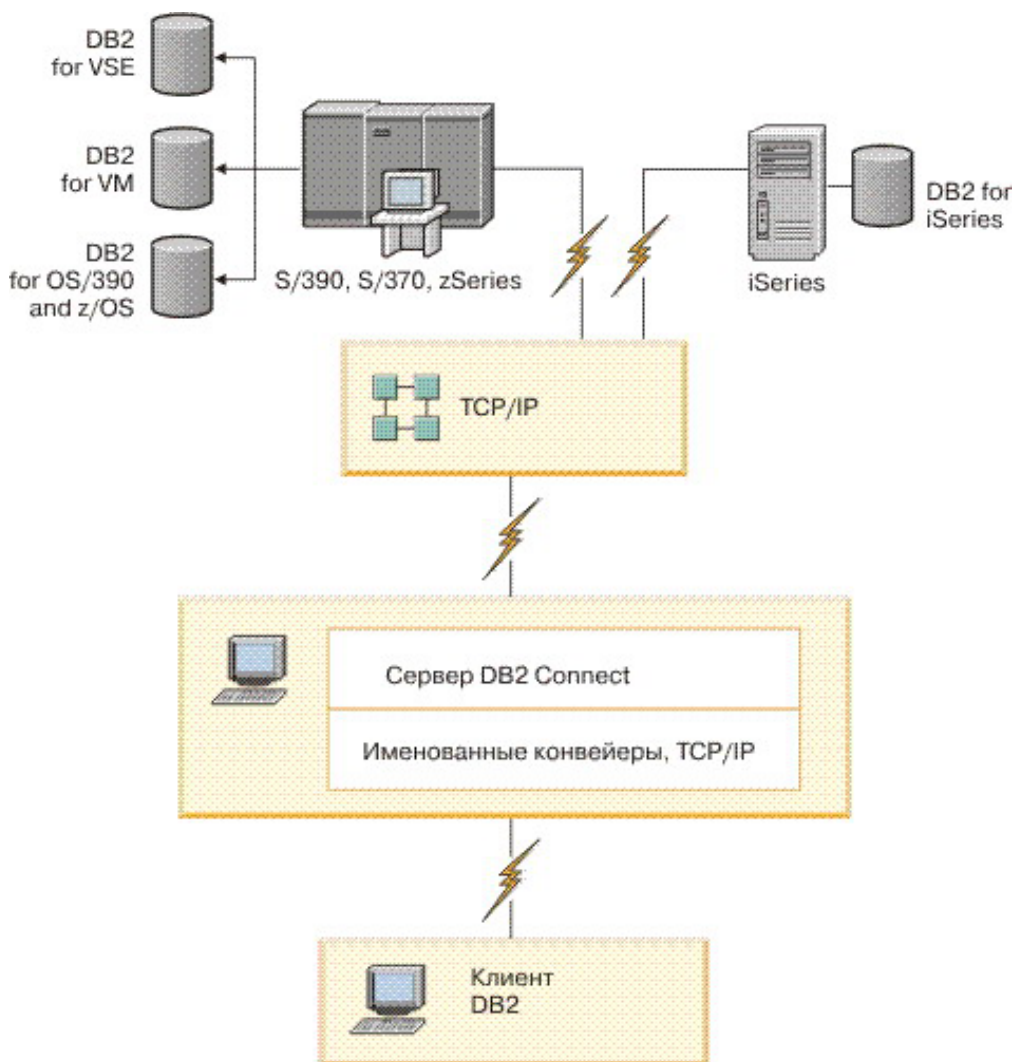 DB2
for VSE
DB2
for VM
DB2
for OS/390
and z/OS
S/390, S/370, zSeries
iSeries
DB2 for
iSeries
TCP/IP
Сервер DB2 Connect
Именованные конвейеры, TCP/IP
Клиент
DB2